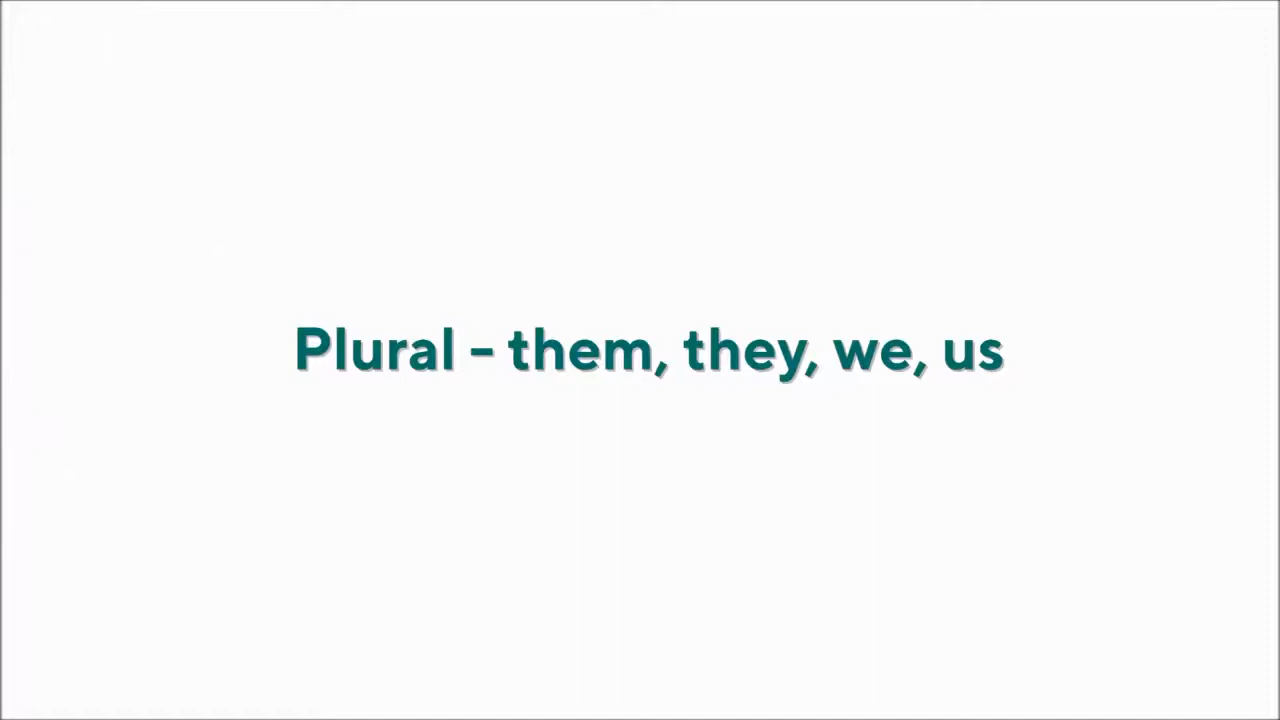 Plural - them, they, we, us